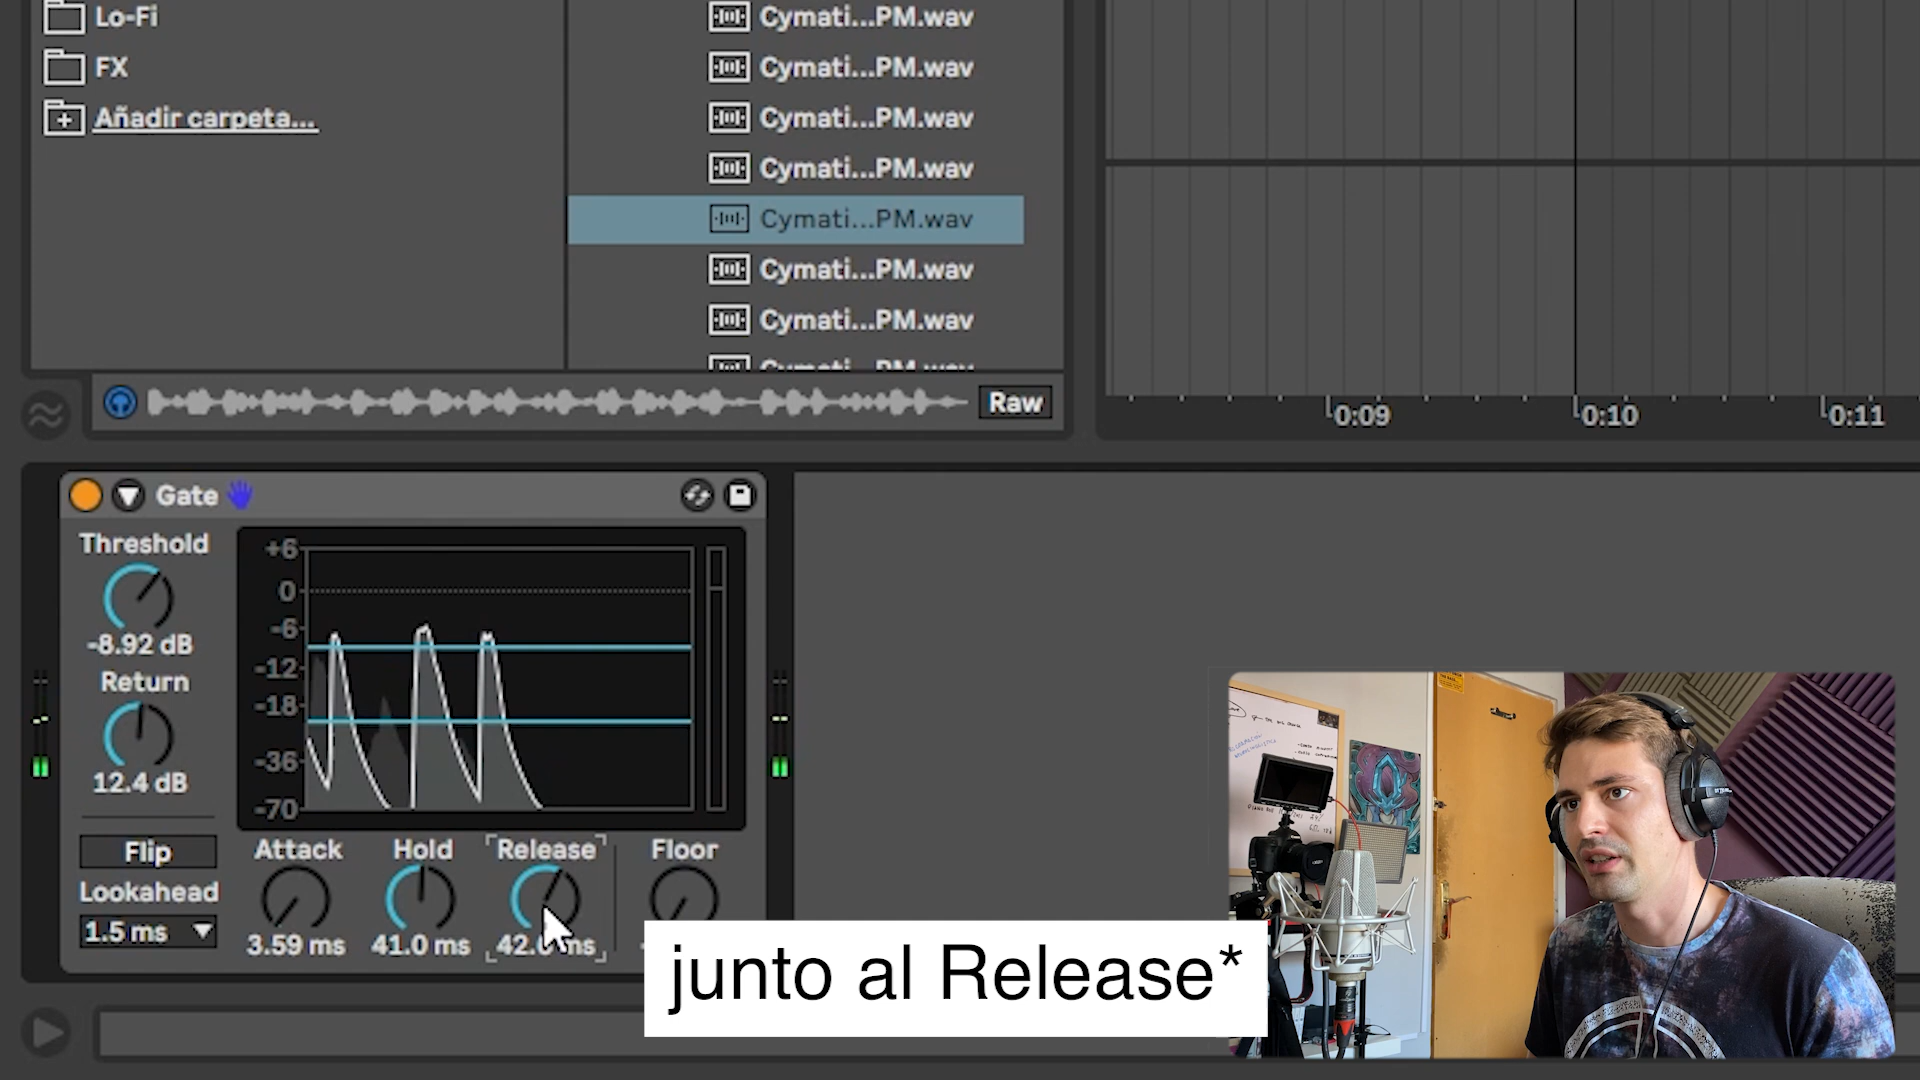 Lo-Fi
FX
Añadir carpeta...
Cymati...PM.wav
Cymati...PM.wav
Cymati...PM.wav
Cymati...PM.wav
Cymati...PM.wav
Cymati...PM.wav
Cymati...PM.wav
Raw
0:09
0:10
0:11
Gate
Threshold
-8.92 dB
Return
12.4 dB
+6
0
-6
-12
-18
-36
-70
Flip
Lookahead
1.5 ms
Attack
Hold
Release
Floor
3.59 ms
41.0 ms
junto al Release*